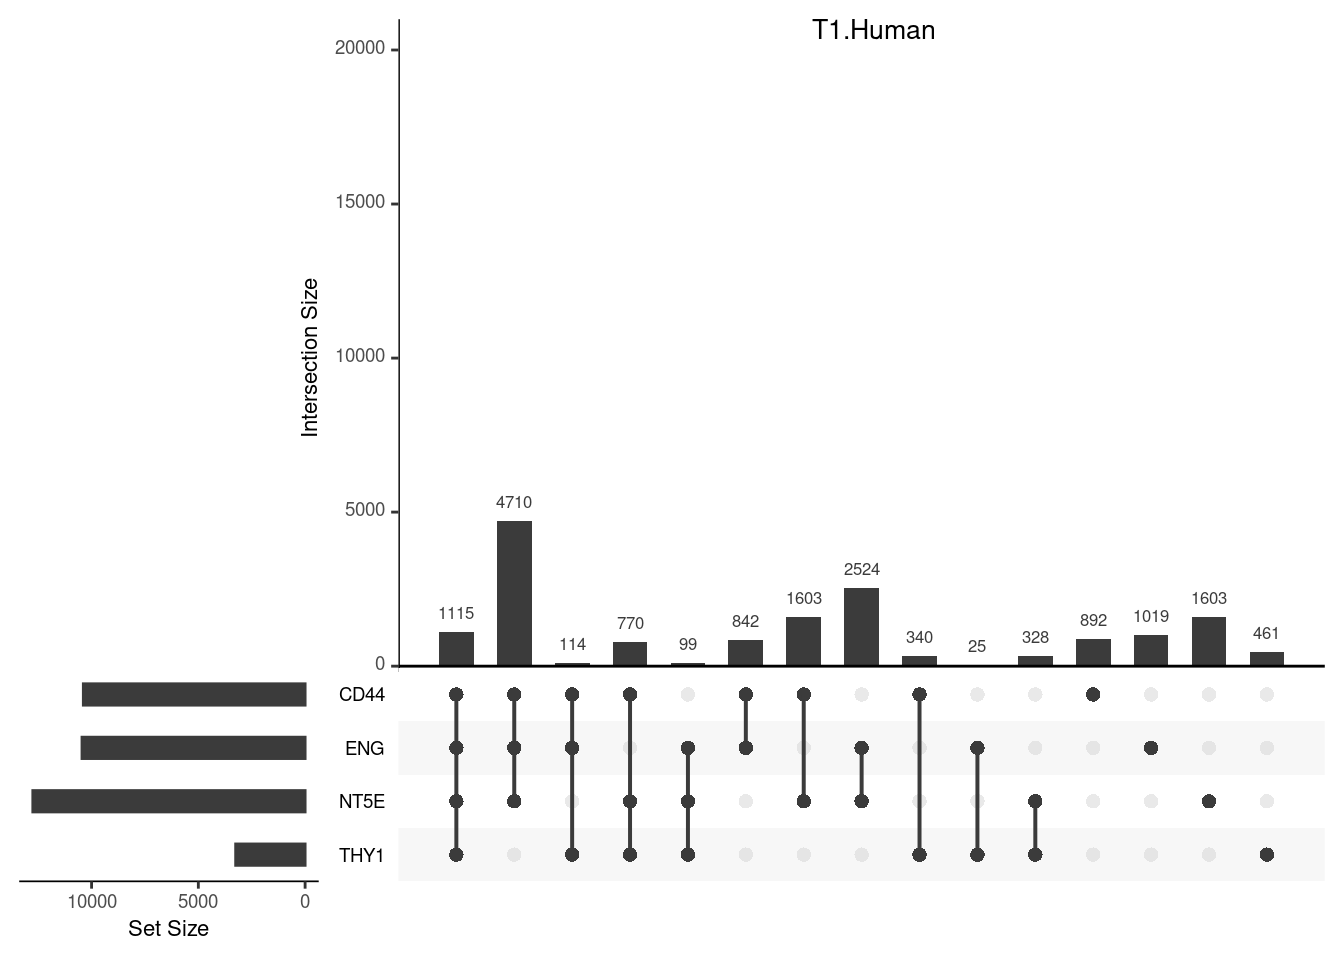 T1.Human
20000
15000
10000
5000
0
Intersection Size
1115
4710
114
770
99
842
1603
2524
340
25
328
892
1019
1603
461
CD44
ENG
NT5E
THY1
10000 5000 0
Set Size